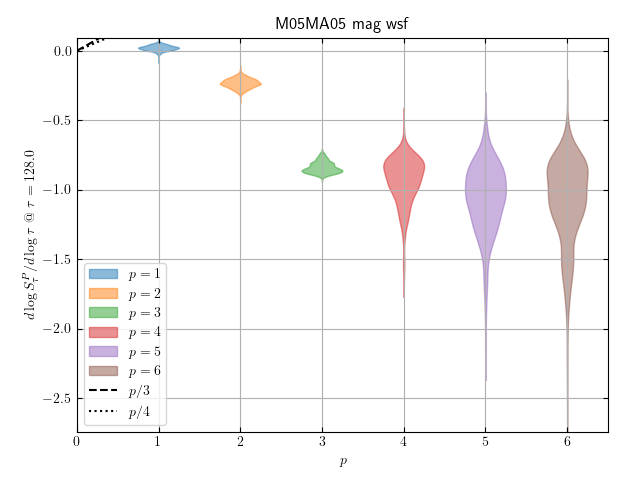 M05MA05 mag wsf
d log S_τ^P / d log τ @ τ = 128.0
0.0
−0.5
−1.0
−1.5
−2.0
−2.5
p = 1
p = 2
p = 3
p = 4
p = 5
p = 6
p/3
p/4
0 1 2 3 4 5 6
p